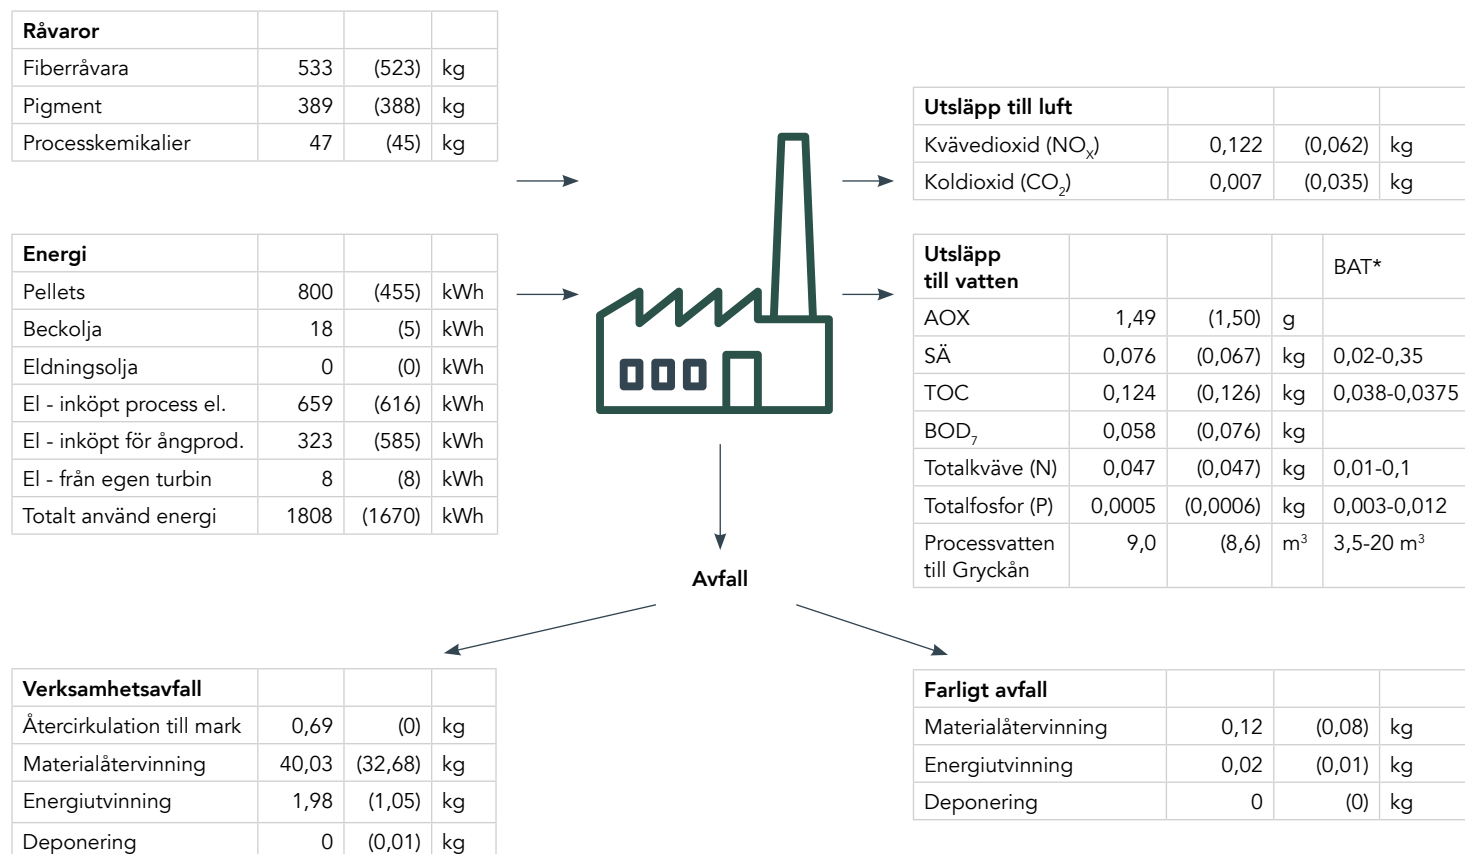 Råvaror
Fiberråvara 533 (523) kg
Pigment 389 (388) kg
Processkemikalier 47 (45) kg
Energi
Pellets 800 (455) kWh
Beckolja 18 (5) kWh
Eldningsolja 0 (0) kWh
El - inköpt process el. 659 (616) kWh
El - inköpt för ångprod. 323 (585) kWh
El - från egen turbin 8 (8) kWh
Totalt använd energi 1808 (1670) kWh
Utsläpp till luft
Kvävedioxid (NOX) 0,122 (0,062) kg
Koldioxid (CO2) 0,007 (0,035) kg
Utsläpp
till vatten BAT*
AOX 1,49 (1,50) g
SÄ 0,076 (0,067) kg 0,02-0,35
TOC 0,124 (0,126) kg 0,038-0,0375
BOD7 0,058 (0,076) kg
Totalkväve (N) 0,047 (0,047) kg 0,01-0,1
Totalfosfor (P) 0,0005 (0,0006) kg 0,003-0,012
Processvatten 9,0 (8,6) m³ 3,5-20 m³
till Gryckån
Avfall
Verksamhetsavfall
Återcirkulation till mark 0,69 (0) kg
Materialåtervinning 40,03 (32,68) kg
Energiutvinning 1,98 (1,05) kg
Deponering 0 (0,01) kg
Farligt avfall
Materialåtervinning 0,12 (0,08) kg
Energiutvinning 0,02 (0,01) kg
Deponering 0 (0) kg